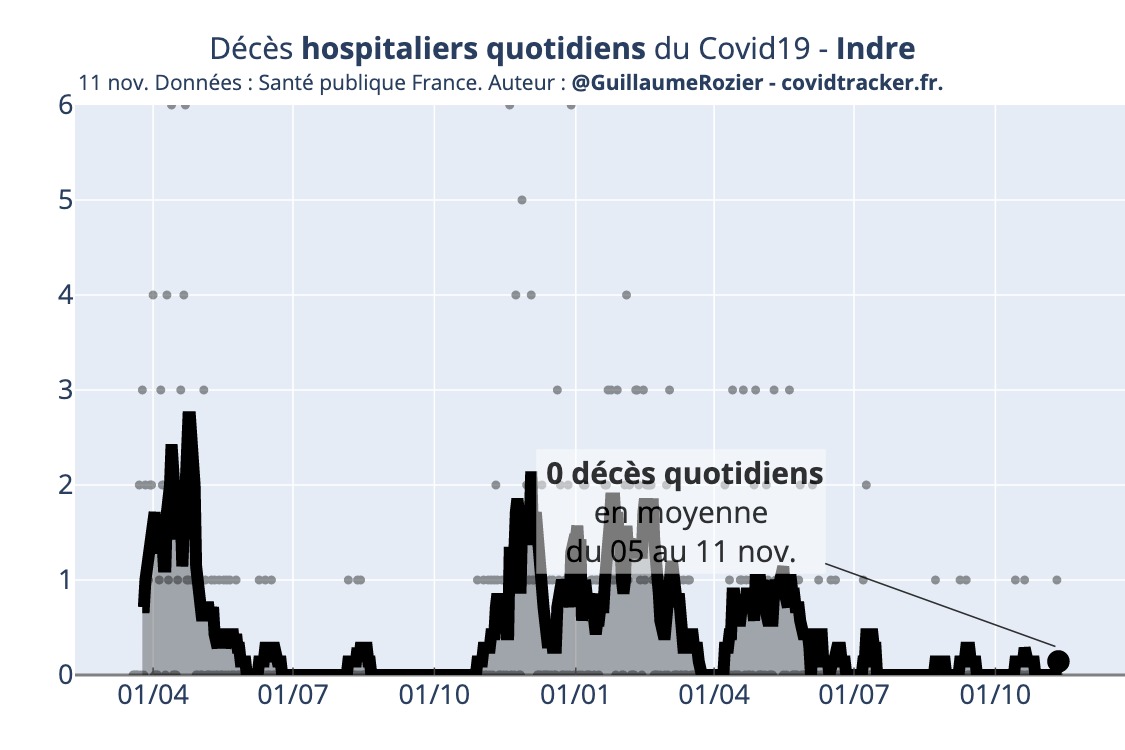 Décès hospitaliers quotidiens du Covid19 - Indre
11 nov. Données : Santé publique France. Auteur : @GuillaumeRozier - covidtracker.fr.
6
5
4
3
2
1
0
0 décès quotidiens
en moyenne
du 05 au 11 nov.
01/04 01/07 01/10 01/01 01/04 01/07 01/10